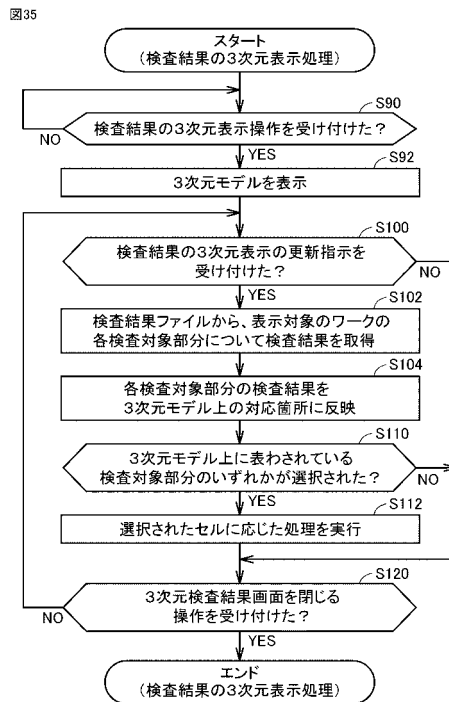 図35
スタート
(検査結果の3次元表示処理)
S90
検査結果の3次元表示操作を受け付けた?
NO
YES
S92
3次元モデルを表示
S100
検査結果の3次元表示の更新指示を
受け付けた?
NO
YES
S102
検査結果ファイルから、表示対象のワークの
各検査対象部分について検査結果を取得
S104
各検査対象部分の検査結果を
3次元モデル上の対応箇所に反映
S110
3次元モデル上に表わされている
検査対象部分のいずれかが選択された?
NO
YES
S112
選択されたセルに応じた処理を実行
S120
3次元検査結果画面を閉じる
操作を受け付けた?
NO
YES
エンド
(検査結果の3次元表示処理)